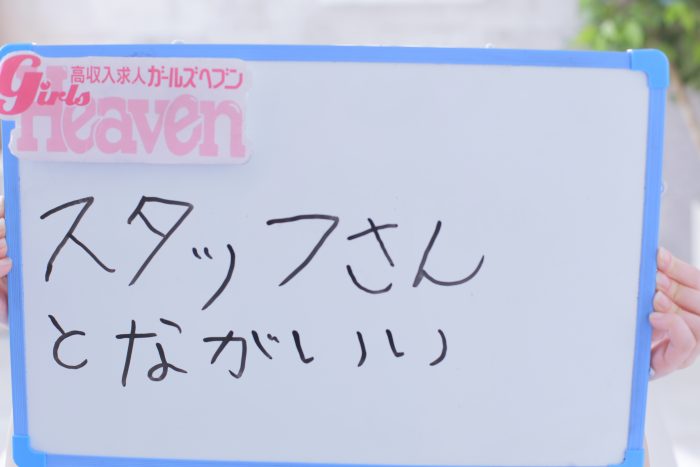 Girls Heaven
高収入求人ガールズヘブン
スタッフさん
とながいいい